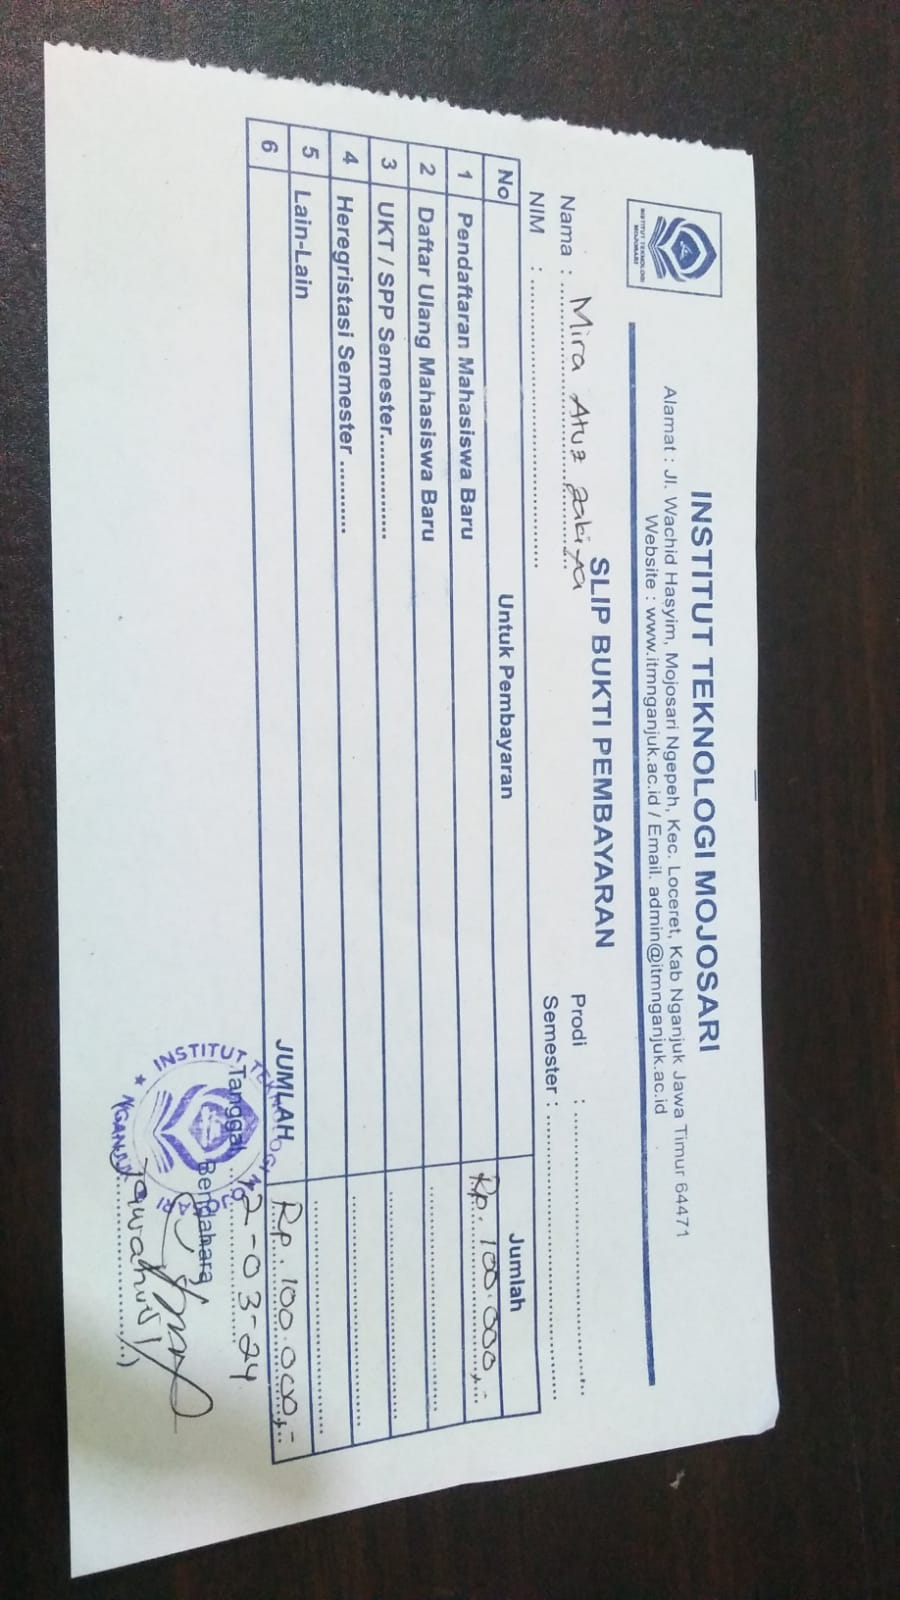 INSTITUT TEKNOLOGI
MOJOSARI
INSTITUT TEKNOLOGI MOJOSARI
Alamat : Jl. Wachid Hasyim, Mojosari Ngepeh, Kec. Loceret, Kab Nganjuk Jawa Timur 64471
Website : www.itmnganjuk.ac.id / Email. admin@itmnganjuk.ac.id
SLIP BUKTI PEMBAYARAN
Nama : Mira Atuz Zakiya Prodi : ....................
NIM : .................... Semester : ....................
No Untuk Pembayaran Jumlah
1 Pendaftaran Mahasiswa Baru Rp. 100.000,-
2 Daftar Ulang Mahasiswa Baru
3 UKT / SPP Semester..............
4 Heregristasi Semester ...........
5 Lain-Lain
6 JUMLAH Rp. 100.000,-
Tanggal 2-03-24
Bendahara
INSTITUT TEKNOLOGI MOJOSARI
NGANJUK